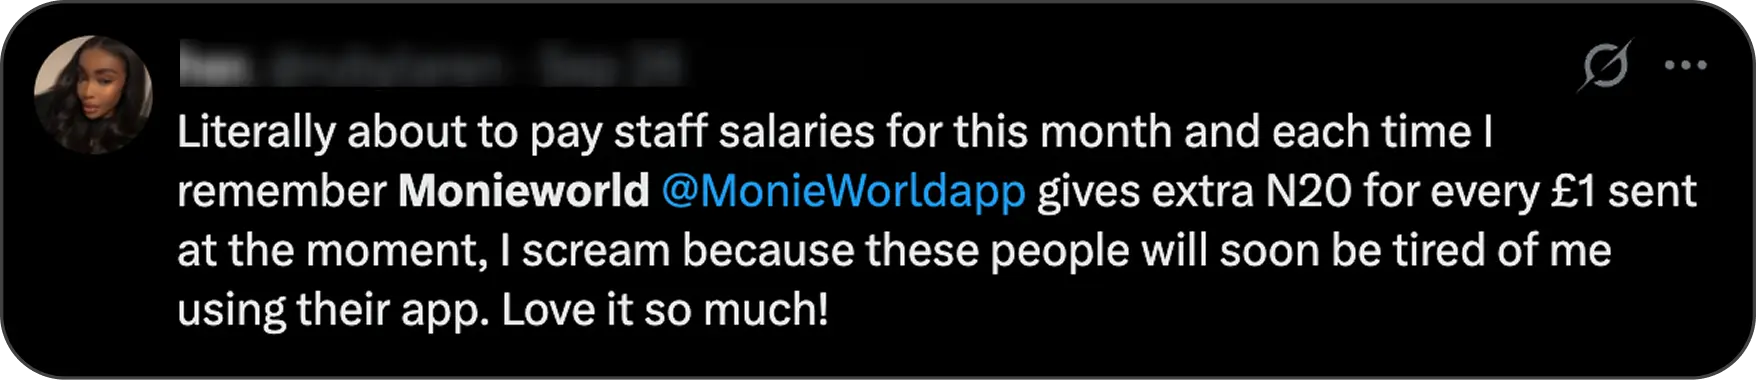 Literally about to pay staff salaries for this month and each time I
remember Monieworld @MonieWorldapp gives extra N20 for every £1 sent
at the moment, I scream because these people will soon be tired of me
using their app. Love it so much!